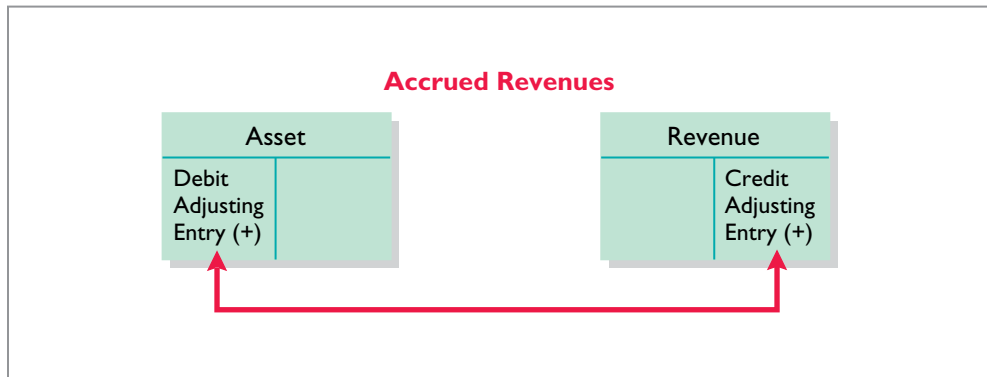 Accrued Revenues
Asset
Debit
Adjusting
Entry (+)
Revenue
Credit
Adjusting
Entry (+)